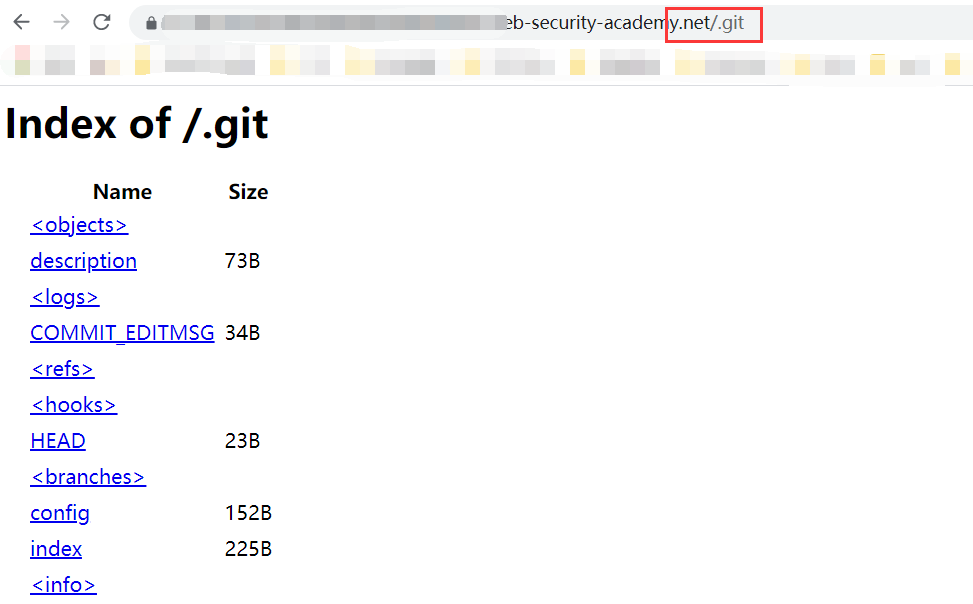 eb-security-academy.net/.git
Index of /.git
Name Size
<objects>
description 73B
<logs>
COMMIT_EDITMSG 34B
<refs>
<hooks>
HEAD 23B
<branches>
config 152B
index 225B
<info>